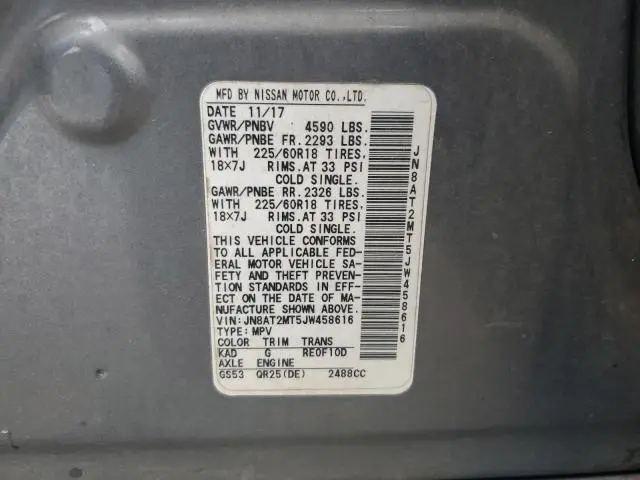 MFD BY NISSAN MOTOR CO.,LTD.
DATE 11/17
GVWR/PNBV 4590 LBS.
GAWR/PNBE FR. 2293 LBS.
WITH 225/60R18 TIRES,
18×7J RIMS.AT 33 PSI
COLD SINGLE.
GAWR/PNBE RR. 2326 LBS.
WITH 225/60R18 TIRES,
18×7J RIMS.AT 33 PSI
COLD SINGLE.
THIS VEHICLE CONFORMS
TO ALL APPLICABLE FED-
ERAL MOTOR VEHICLE SA-
FETY AND THEFT PREVEN-
TION STANDARDS IN EFF-
ECT ON THE DATE OF MA-
NUFACTURE SHOWN ABOVE.
VIN: JN8AT2MT5JW458616
TYPE: MPV
COLOR TRIM TRANS
KAD G RE0F10D
AXLE ENGINE
GS53 QR25(DE) 2488CC
JN8AT2MT5JW458616